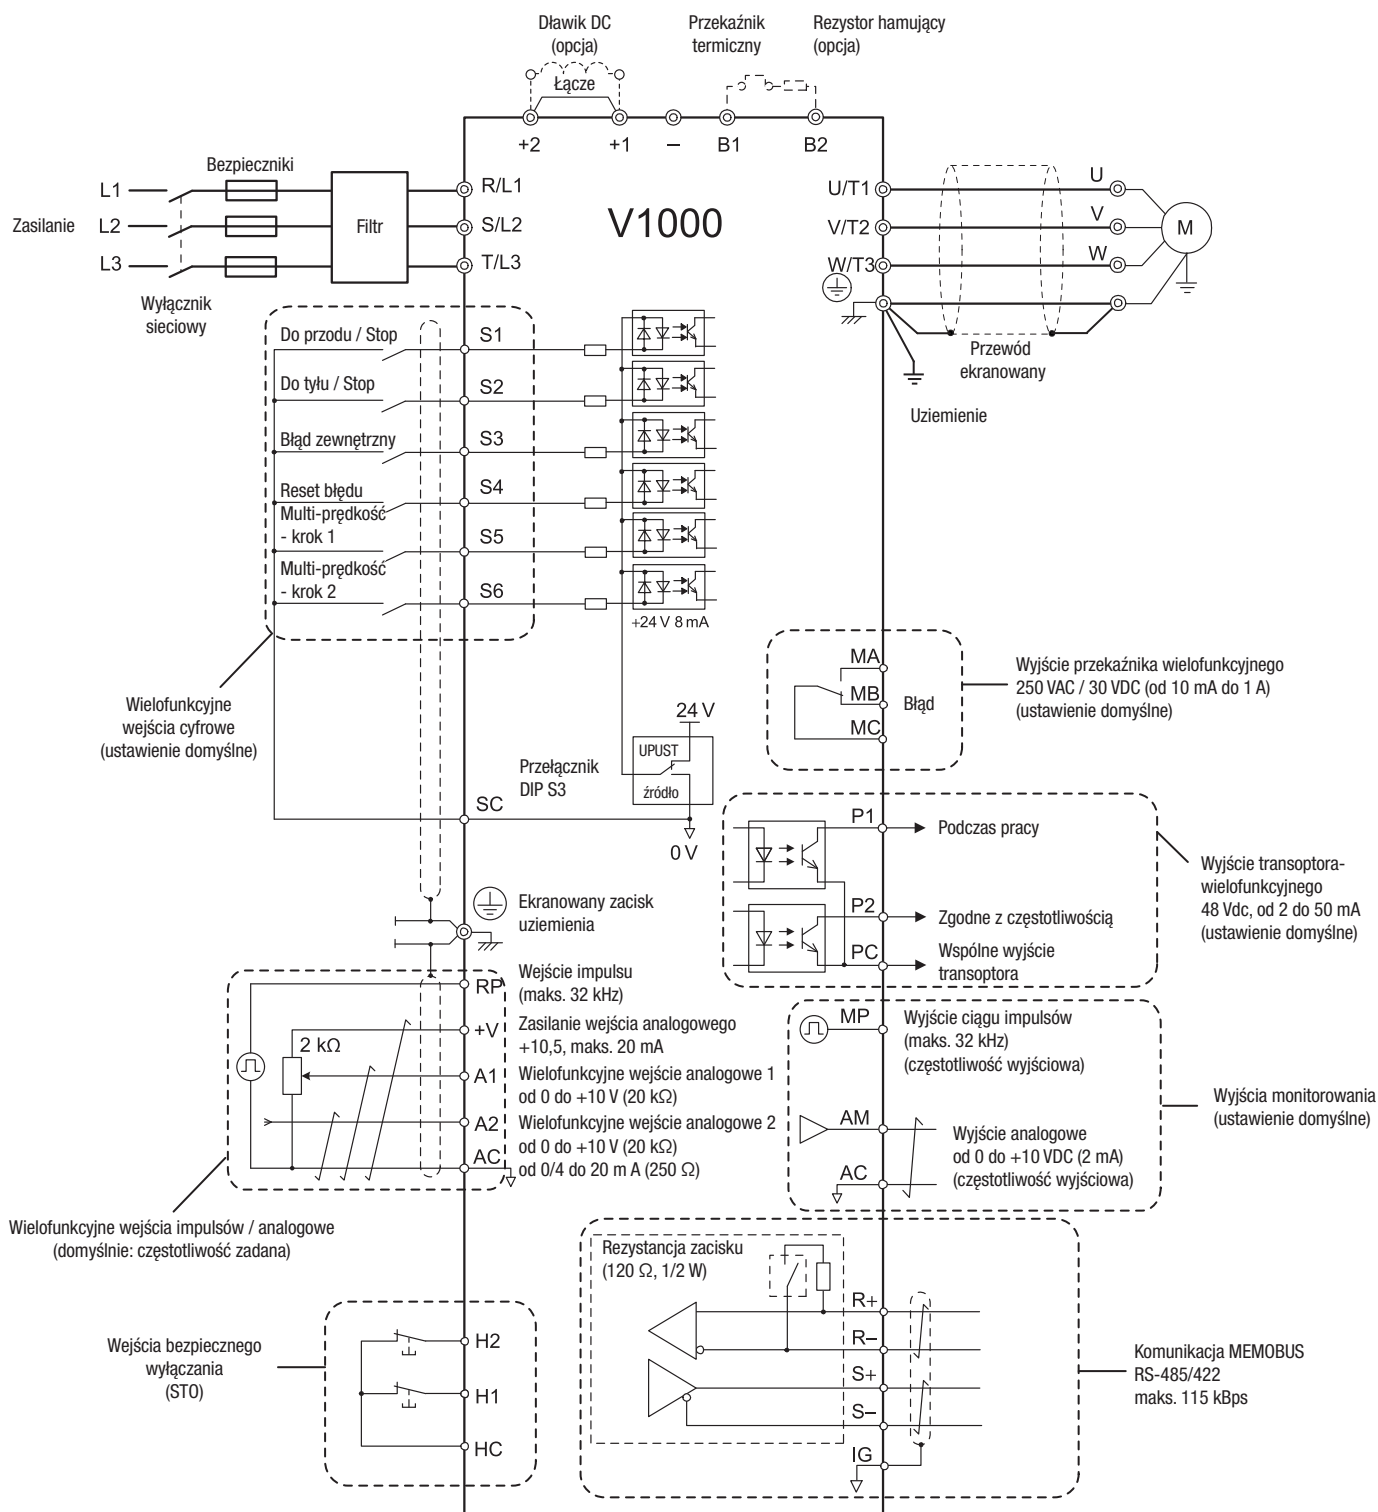 Dławik DC
(opcja)
Przekaźnik
termiczny
Rezystor hamujący
(opcja)
Łącze
+2
+1
–
B1
B2
Bezpieczniki
L1
R/L1
U/T1
U
Zasilanie
L2
Filtr
S/L2
V1000
V/T2
V
M
L3
T/L3
W/T3
W
Wyłącznik
sieciowy
Przewód
ekranowany
Uziemienie
Do przodu / Stop
S1
Do tyłu / Stop
S2
Błąd zewnętrzny
S3
Reset błędu
S4
Multi-prędkość
- krok 1
S5
Multi-prędkość
- krok 2
S6
+24 V 8 mA
Wielofunkcyjne
wejścia cyfrowe
(ustawienie domyślne)
MA
MB
MC
Błąd
Wyjście przekaźnika wielofunkcyjnego
250 VAC / 30 VDC (od 10 mA do 1 A)
(ustawienie domyślne)
24 V
UPUST
źródło
Przełącznik
DIP S3
SC
0 V
P1
Podczas pracy
P2
Zgodne z częstotliwością
PC
Wspólne wyjście
transoptora
Wyjście transoptora-
wielofunkcyjnego
48 Vdc, od 2 do 50 mA
(ustawienie domyślne)
Ekranowany zacisk
uziemienia
RP
Wejście impulsu
(maks. 32 kHz)
+V
Zasilanie wejścia analogowego
+10,5, maks. 20 mA
2 kΩ
A1
Wielofunkcyjne wejście analogowe 1
od 0 do +10 V (20 kΩ)
A2
Wielofunkcyjne wejście analogowe 2
od 0 do +10 V (20 kΩ)
od 0/4 do 20 m A (250 Ω)
AC
Wielofunkcyjne wejścia impulsów / analogowe
(domyślnie: częstotliwość zadana)
MP
Wyjście ciągu impulsów
(maks. 32 kHz)
(częstotliwość wyjściowa)
AM
Wyjście analogowe
od 0 do +10 VDC (2 mA)
(częstotliwość wyjściowa)
AC
Wyjścia monitorowania
(ustawienie domyślne)
Wejścia bezpiecznego
wyłączania
(STO)
H2
H1
HC
Rezystancja zacisku
(120 Ω, 1/2 W)
R+
R–
S+
S–
IG
Komunikacja MEMOBUS
RS-485/422
maks. 115 kBps